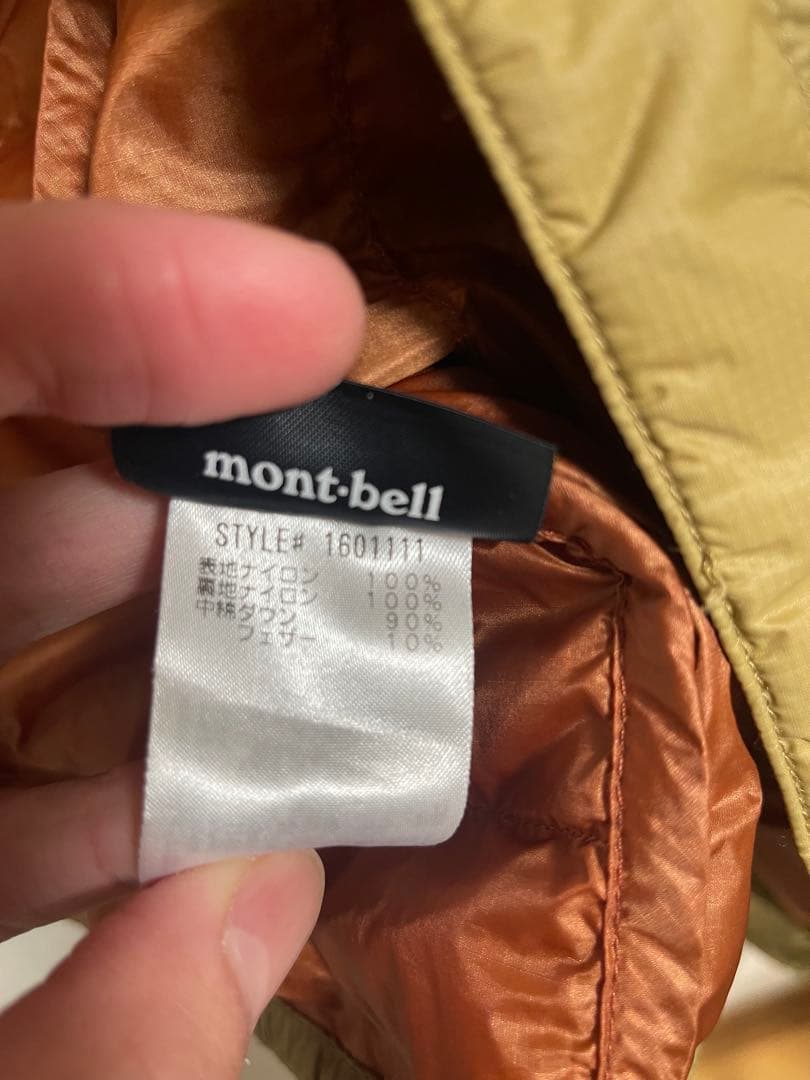 mont·bell
STYLE# 1601111
表地ナイロン 100%
裏地ナイロン 100%
中綿ダウン 90%
フェザー 10%